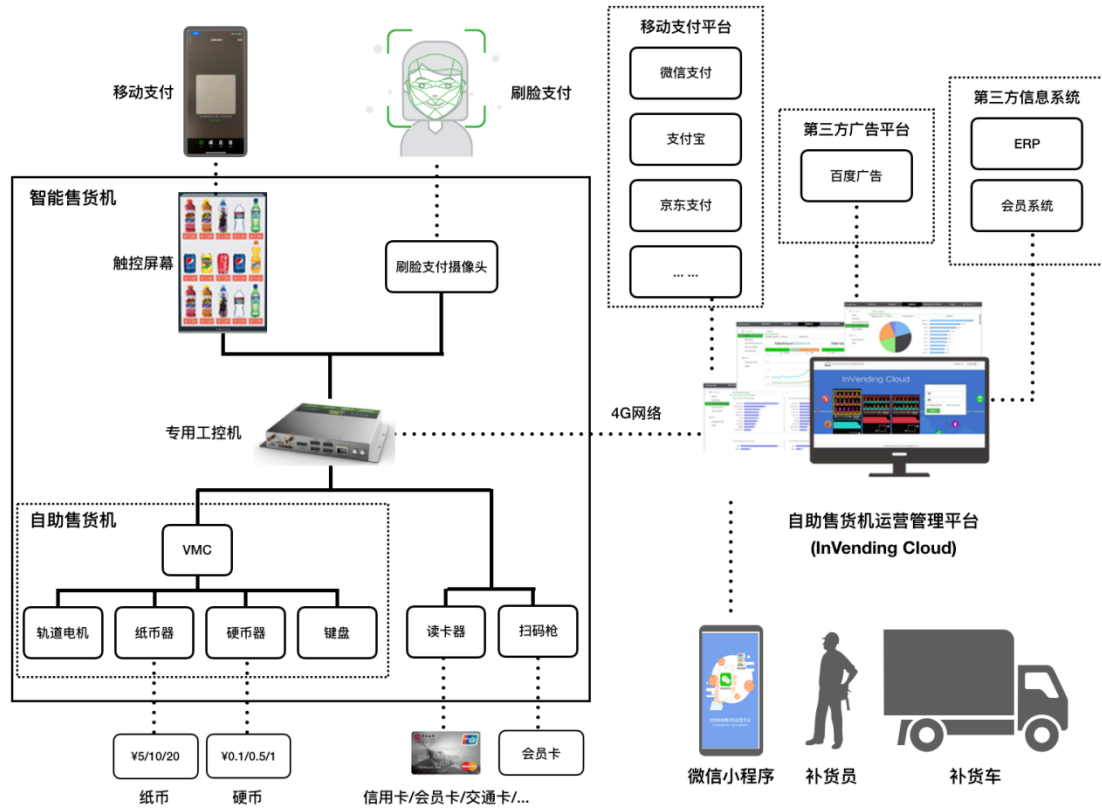 移动支付
刷脸支付
移动支付平台
微信支付
支付宝
京东支付
... ...
第三方广告平台
百度广告
第三方信息系统
ERP
会员系统
智能售货机
触控屏幕
刷脸支付摄像头
专用工控机
4G网络
InVending Cloud
自助售货机运营管理平台
(InVending Cloud)
自助售货机
VMC
轨道电机
纸币器
硬币器
键盘
读卡器
扫码枪
¥5/10/20
¥0.1/0.5/1
会员卡
纸币
硬币
信用卡/会员卡/交通卡/...
微信小程序
补货员
补货车